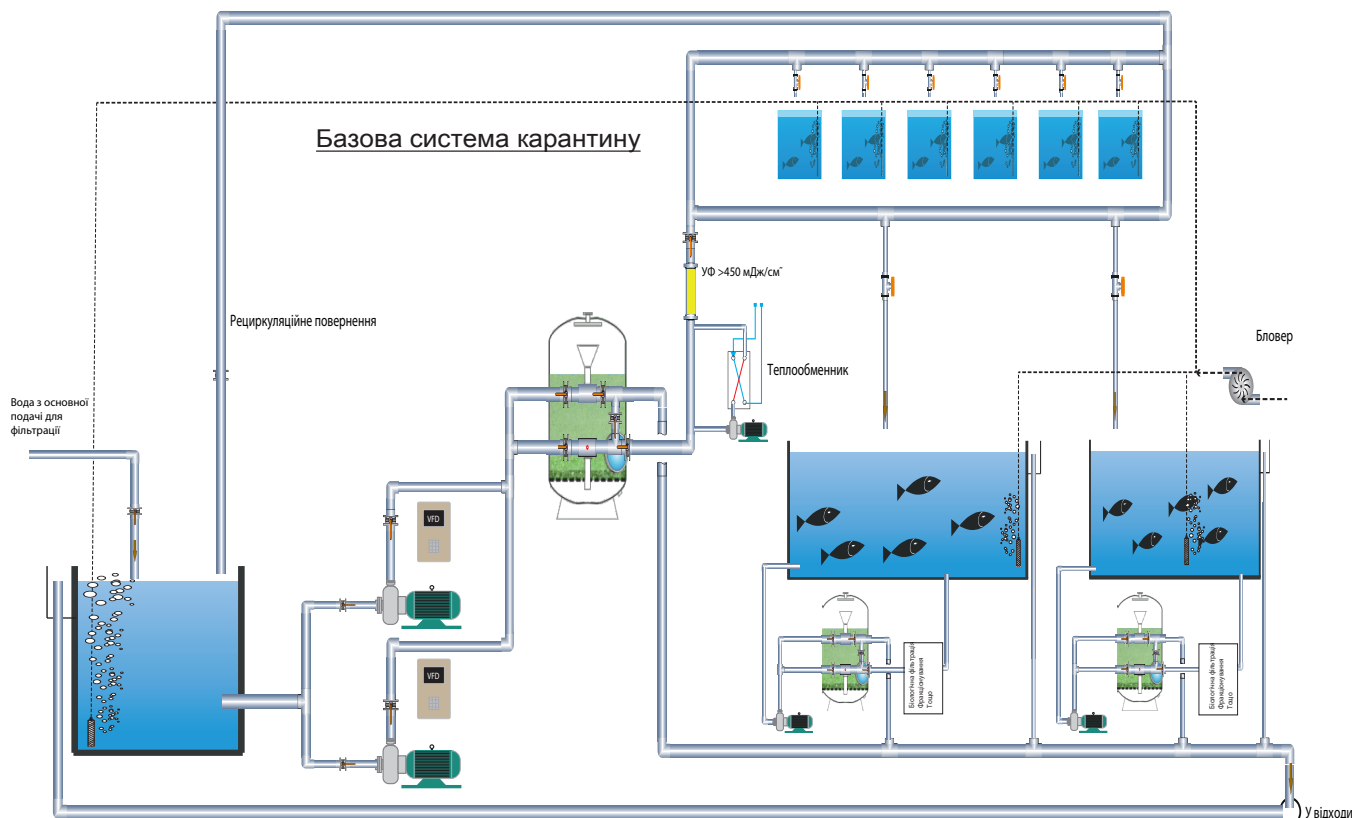 Базова система карантину
УФ >450 мДж/см¯
Рециркуляційне повернення
Теплообменник
Бловер
Вода з основної
подачі для
фільтрації
VFD
VFD
Біологічна фільтрація
Фракціонування
Тощо
Біологічна фільтрація
Фракціонування
Тощо
У відходи